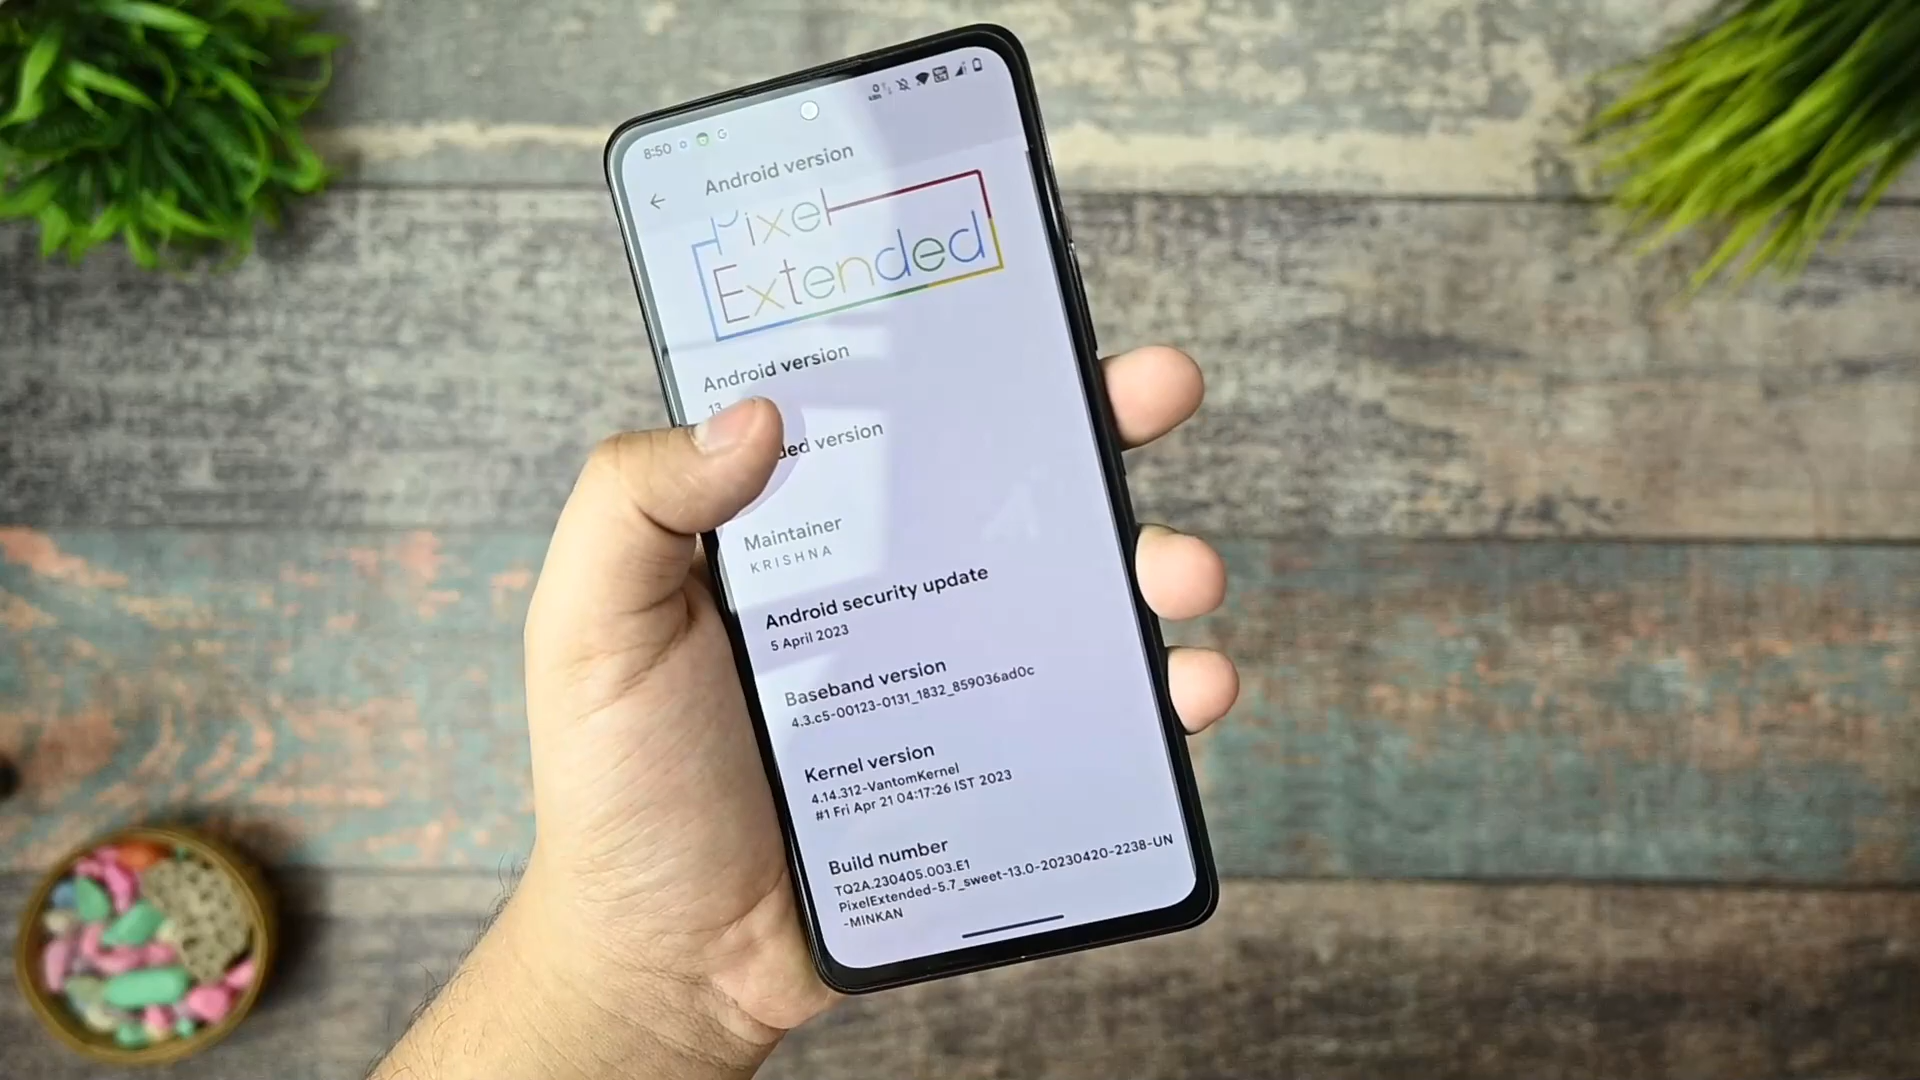 8:50
Android version
Pixel
Extended
Android version
13
ded version
Maintainer
KRISHNA
Android security update
5 April 2023
Baseband version
4.3.c5-00123-0131_1832_859036ad0c
Kernel version
4.14.312-VantomKernel
#1 Fri Apr 21 04:17:26 IST 2023
Build number
TQ2A.230405.003.E1
PixelExtended-5.7_sweet-13.0-20230420-2238-UN
-MINKAN